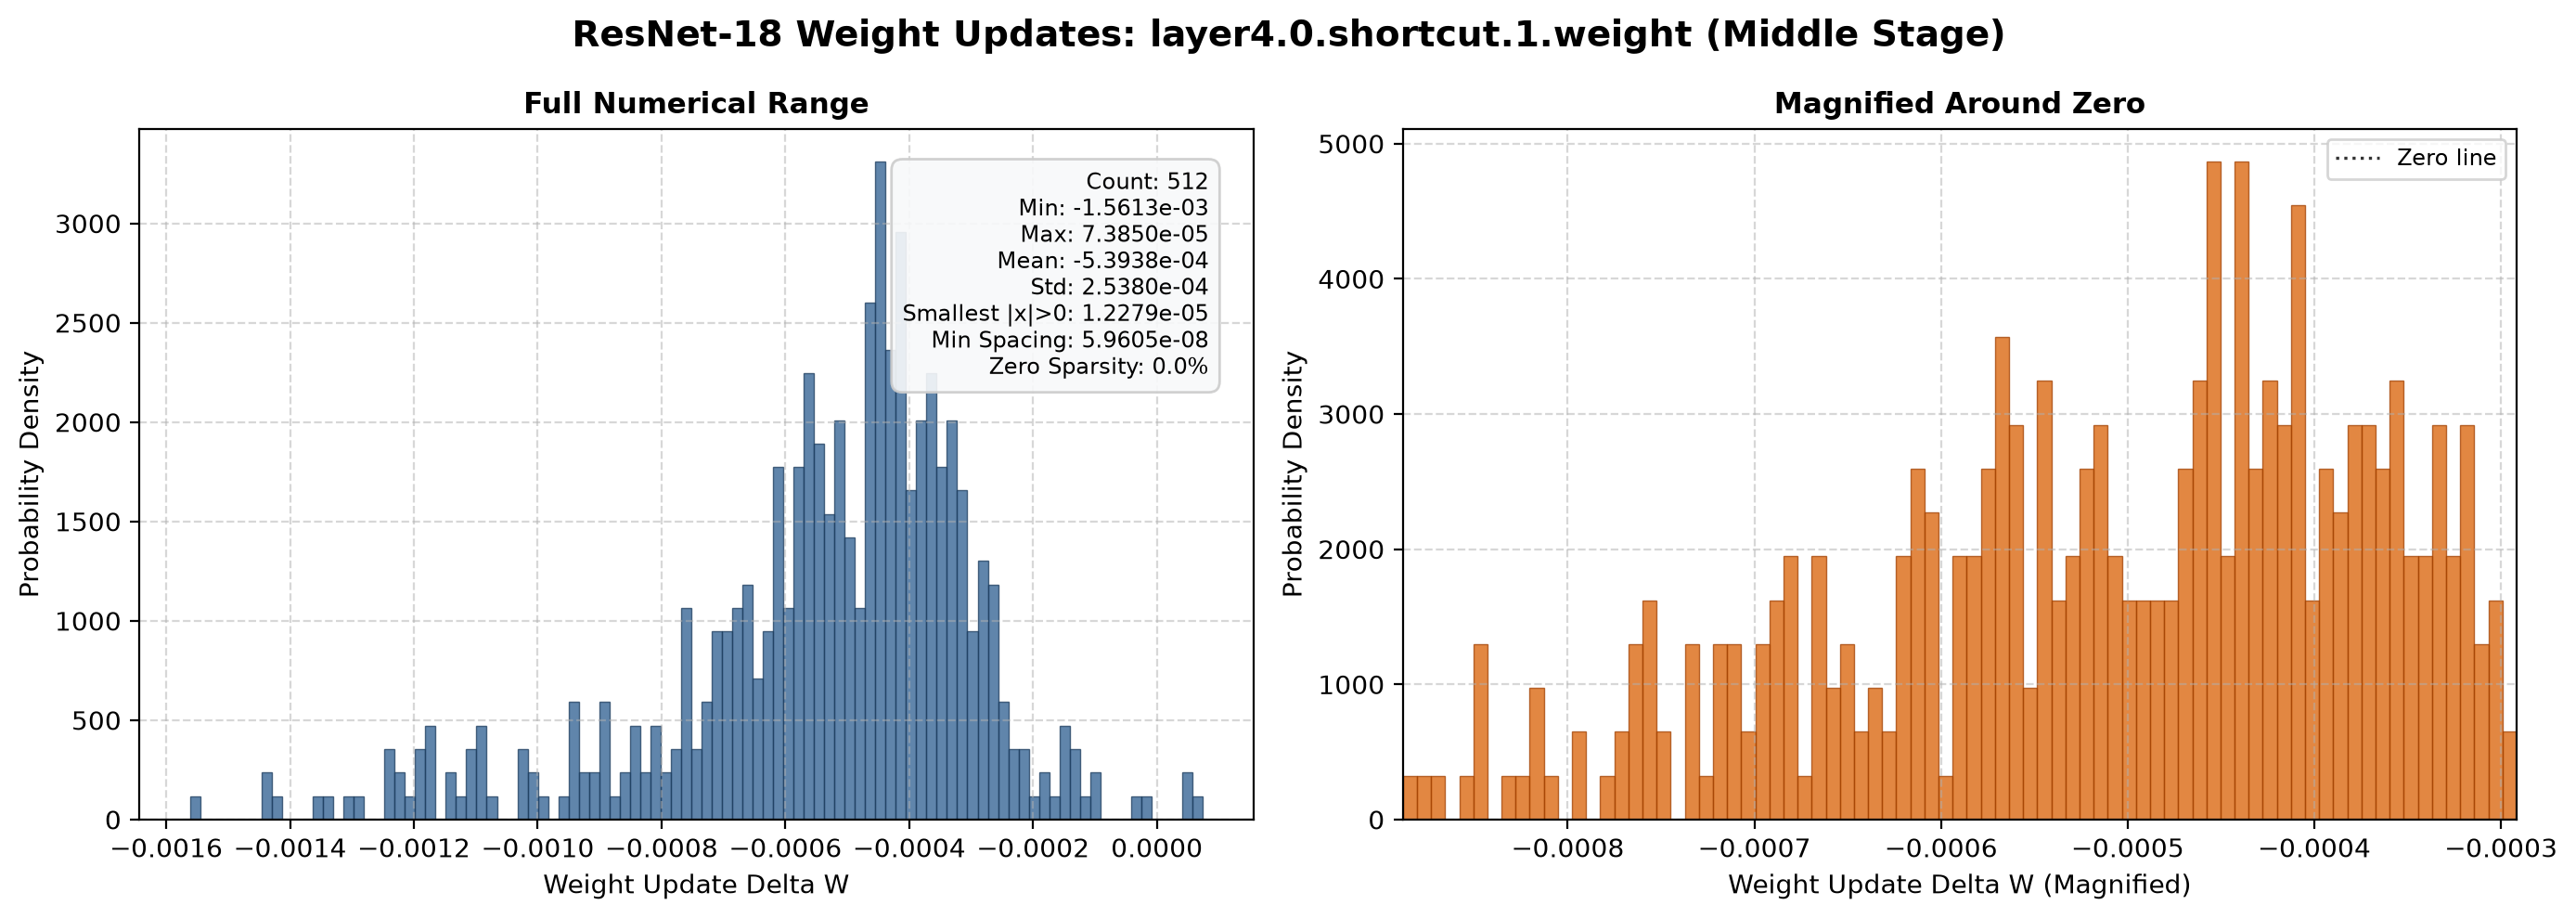 ResNet-18 Weight Updates: layer4.0.shortcut.1.weight (Middle Stage)
Full Numerical Range
Probability Density
3000
2500
2000
1500
1000
500
0
Count: 512
Min: -1.5613e-03
Max: 7.3850e-05
Mean: -5.3938e-04
Std: 2.5380e-04
Smallest |x|>0: 1.2279e-05
Min Spacing: 5.9605e-08
Zero Sparsity: 0.0%
−0.0016 −0.0014 −0.0012 −0.0010 −0.0008 −0.0006 −0.0004 −0.0002 0.0000
Weight Update Delta W
Magnified Around Zero
Probability Density
5000
4000
3000
2000
1000
0
Zero line
−0.0008 −0.0007 −0.0006 −0.0005 −0.0004 −0.0003
Weight Update Delta W (Magnified)